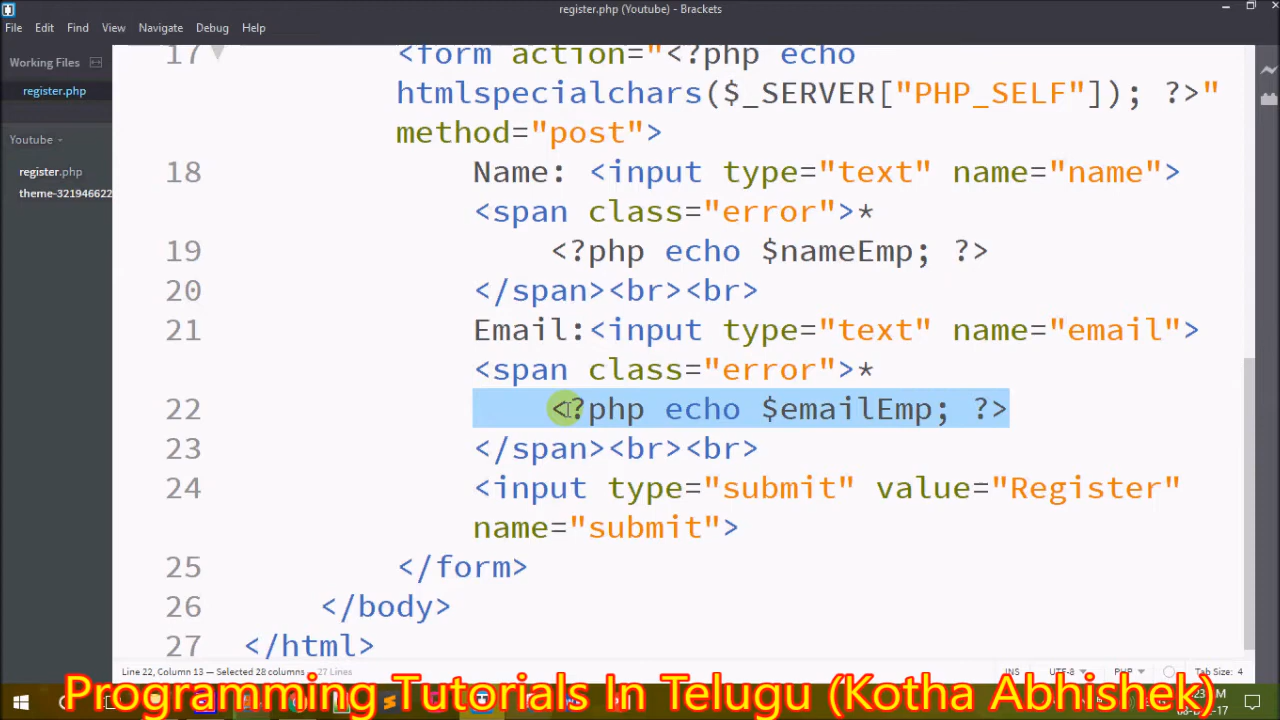 register.php (Youtube) - Brackets
File Edit Find View Navigate Debug Help
Working Files
register.php
Youtube
register.php
theme-321946622
17 <form action="<?php echo
htmlspecialchars($_SERVER["PHP_SELF"]); ?>"
method="post">
18 Name: <input type="text" name="name">
<span class="error">*
19 <?php echo $nameEmp; ?>
20 </span><br><br>
21 Email:<input type="text" name="email">
<span class="error">*
22 <?php echo $emailEmp; ?>
23 </span><br><br>
24 <input type="submit" value="Register"
name="submit">
25 </form>
26 </body>
27 </html>
Line 22, Column 13 — Selected 28 columns — 27 Lines
INS UTF-8 PHP Tab Size: 4
Programming Tutorials In Telugu (Kotha Abhishek)